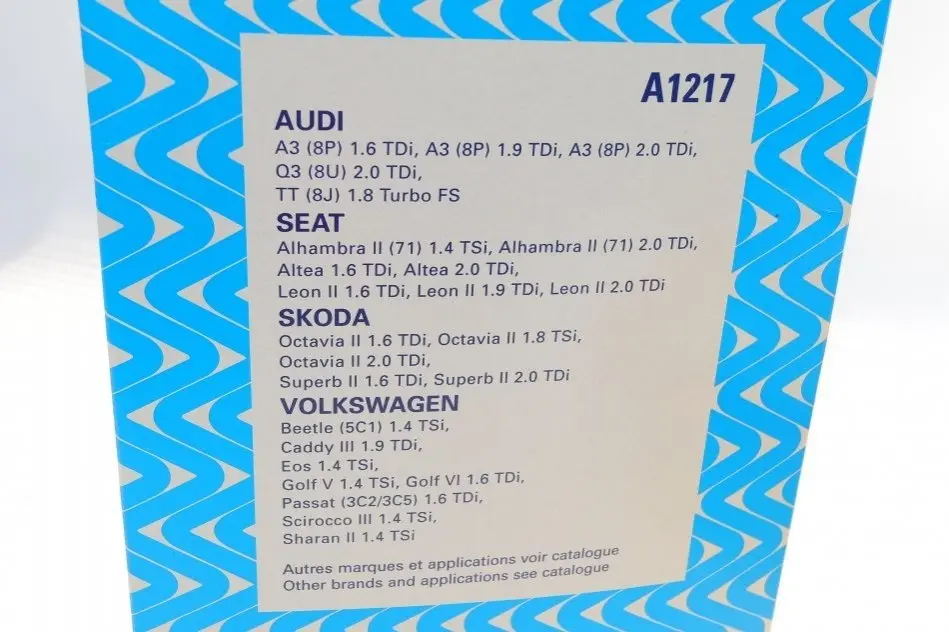 A1217
AUDI
A3 (8P) 1.6 TDi, A3 (8P) 1.9 TDi, A3 (8P) 2.0 TDi,
Q3 (8U) 2.0 TDi,
TT (8J) 1.8 Turbo FS
SEAT
Alhambra II (71) 1.4 TSi, Alhambra II (71) 2.0 TDi,
Altea 1.6 TDi, Altea 2.0 TDi,
Leon II 1.6 TDi, Leon II 1.9 TDi, Leon II 2.0 TDi
SKODA
Octavia II 1.6 TDi, Octavia II 1.8 TSi,
Octavia II 2.0 TDi,
Superb II 1.6 TDi, Superb II 2.0 TDi
VOLKSWAGEN
Beetle (5C1) 1.4 TSi,
Caddy III 1.9 TDi,
Eos 1.4 TSi,
Golf V 1.4 TSi, Golf VI 1.6 TDi,
Passat (3C2/3C5) 1.6 TDi,
Scirocco III 1.4 TSi,
Sharan II 1.4 TSi
Autres marques et applications voir catalogue
Other brands and applications see catalogue